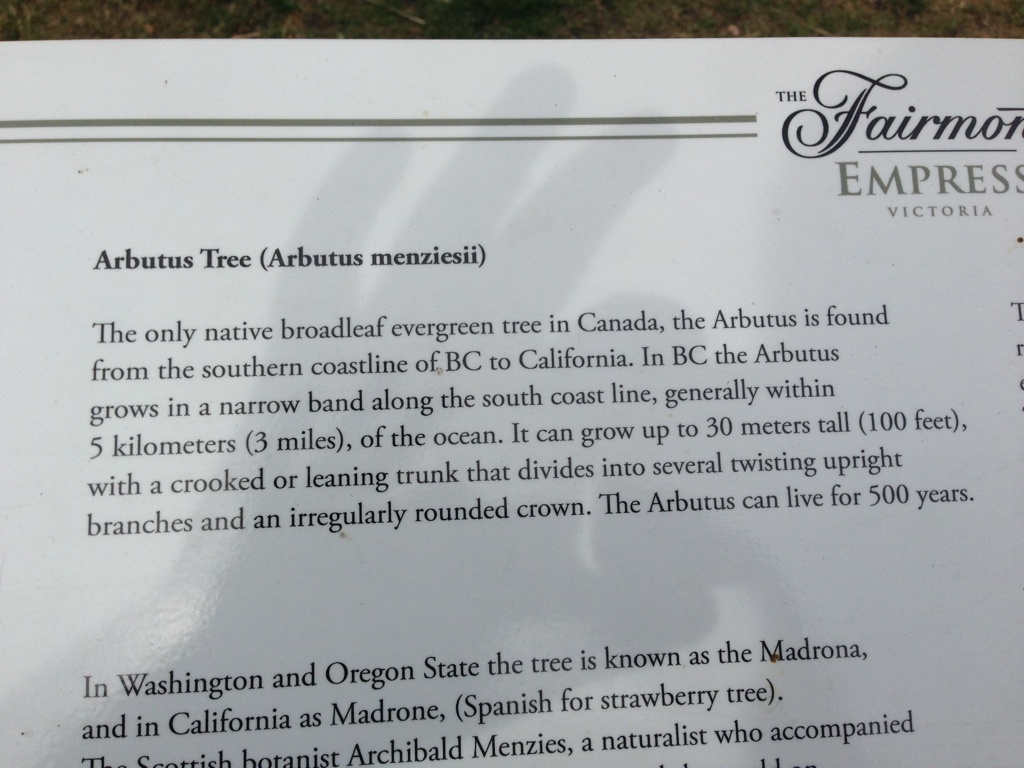 THE Fairmon
EMPRESS
VICTORIA
Arbutus Tree (Arbutus menziesii)
The only native broadleaf evergreen tree in Canada, the Arbutus is found
from the southern coastline of BC to California. In BC the Arbutus
grows in a narrow band along the south coast line, generally within
5 kilometers (3 miles), of the ocean. It can grow up to 30 meters tall (100 feet),
with a crooked or leaning trunk that divides into several twisting upright
branches and an irregularly rounded crown. The Arbutus can live for 500 years.
In Washington and Oregon State the tree is known as the Madrona,
and in California as Madrone, (Spanish for strawberry tree).
The Scottish botanist Archibald Menzies, a naturalist who accompanied